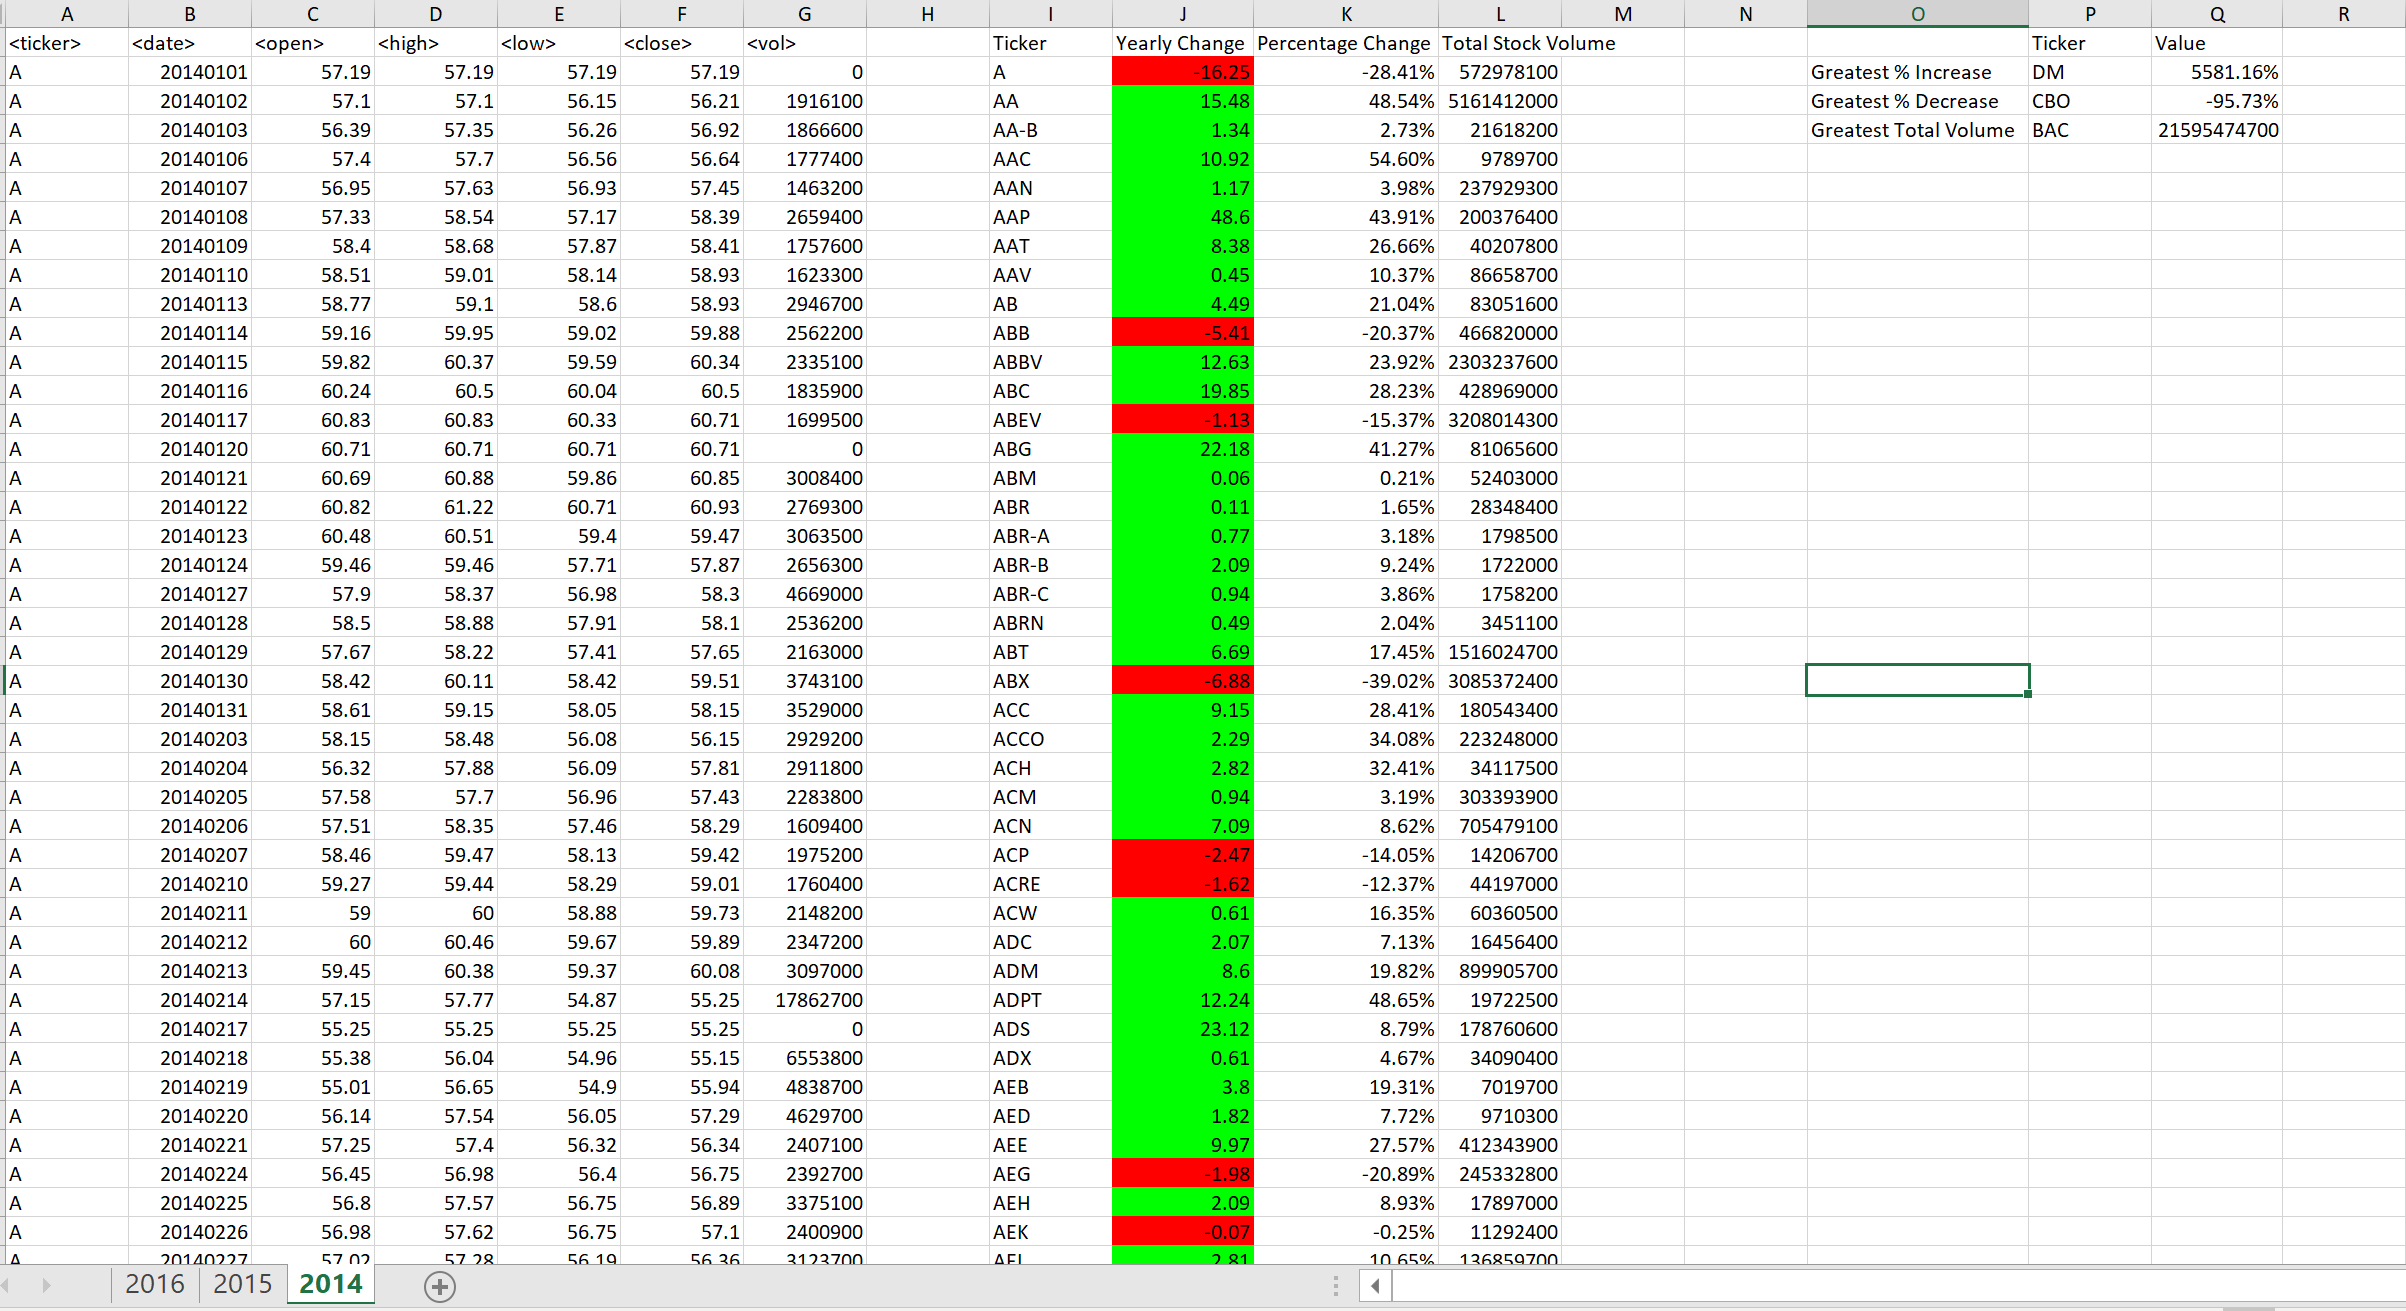 A B C D E F G H I J K L M N O P Q R
<ticker> <date> <open> <high> <low> <close> <vol> Ticker Yearly Change Percentage Change Total Stock Volume Ticker Value
A 20140101 57.19 57.19 57.19 57.19 0 A -16.25 -28.41% 572978100 Greatest % Increase DM 5581.16%
A 20140102 57.1 57.1 56.15 56.21 1916100 AA 15.48 48.54% 5161412000 Greatest % Decrease CBO -95.73%
A 20140103 56.39 57.35 56.26 56.92 1866600 AA-B 1.34 2.73% 21618200 Greatest Total Volume BAC 21595474700
A 20140106 57.4 57.7 56.56 56.64 1777400 AAC 10.92 54.60% 9789700
A 20140107 56.95 57.63 56.93 57.45 1463200 AAN 1.17 3.98% 237929300
A 20140108 57.33 58.54 57.17 58.39 2659400 AAP 48.6 43.91% 200376400
A 20140109 58.4 58.68 57.87 58.41 1757600 AAT 8.38 26.66% 40207800
A 20140110 58.51 59.01 58.14 58.93 1623300 AAV 0.45 10.37% 86658700
A 20140113 58.77 59.1 58.6 58.93 2946700 AB 4.49 21.04% 83051600
A 20140114 59.16 59.95 59.02 59.88 2562200 ABB -5.41 -20.37% 466820000
A 20140115 59.82 60.37 59.59 60.34 2335100 ABBV 12.63 23.92% 2303237600
A 20140116 60.24 60.5 60.04 60.5 1835900 ABC 19.85 28.23% 428969000
A 20140117 60.83 60.83 60.33 60.71 1699500 ABEV -1.13 -15.37% 3208014300
A 20140120 60.71 60.71 60.71 60.71 0 ABG 22.18 41.27% 81065600
A 20140121 60.69 60.88 59.86 60.85 3008400 ABM 0.06 0.21% 52403000
A 20140122 60.82 61.22 60.71 60.93 2769300 ABR 0.11 1.65% 28348400
A 20140123 60.48 60.51 59.4 59.47 3063500 ABR-A 0.77 3.18% 1798500
A 20140124 59.46 59.46 57.71 57.87 2656300 ABR-B 2.09 9.24% 1722000
A 20140127 57.9 58.37 56.98 58.3 4669000 ABR-C 0.94 3.86% 1758200
A 20140128 58.5 58.88 57.91 58.1 2536200 ABRN 0.49 2.04% 3451100
A 20140129 57.67 58.22 57.41 57.65 2163000 ABT 6.69 17.45% 1516024700
A 20140130 58.42 60.11 58.42 59.51 3743100 ABX -6.88 -39.02% 3085372400
A 20140131 58.61 59.15 58.05 58.15 3529000 ACC 9.15 28.41% 180543400
A 20140203 58.15 58.48 56.08 56.15 2929200 ACCO 2.29 34.08% 223248000
A 20140204 56.32 57.88 56.09 57.81 2911800 ACH 2.82 32.41% 34117500
A 20140205 57.58 57.7 56.96 57.43 2283800 ACM 0.94 3.19% 303393900
A 20140206 57.51 58.35 57.46 58.29 1609400 ACN 7.09 8.62% 705479100
A 20140207 58.46 59.47 58.13 59.42 1975200 ACP -2.47 -14.05% 14206700
A 20140210 59.27 59.44 58.29 59.01 1760400 ACRE -1.62 -12.37% 44197000
A 20140211 59 60 58.88 59.73 2148200 ACW 0.61 16.35% 60360500
A 20140212 60 60.46 59.67 59.89 2347200 ADC 2.07 7.13% 16456400
A 20140213 59.45 60.38 59.37 60.08 3097000 ADM 8.6 19.82% 899905700
A 20140214 57.15 57.77 54.87 55.25 17862700 ADPT 12.24 48.65% 19722500
A 20140217 55.25 55.25 55.25 55.25 0 ADS 23.12 8.79% 178760600
A 20140218 55.38 56.04 54.96 55.15 6553800 ADX 0.61 4.67% 34090400
A 20140219 55.01 56.65 54.9 55.94 4838700 AEB 3.8 19.31% 7019700
A 20140220 56.14 57.54 56.05 57.29 4629700 AED 1.82 7.72% 9710300
A 20140221 57.25 57.4 56.32 56.34 2407100 AEE 9.97 27.57% 412343900
A 20140224 56.45 56.98 56.4 56.75 2392700 AEG -1.98 -20.89% 245332800
A 20140225 56.8 57.57 56.75 56.89 3375100 AEH 2.09 8.93% 17897000
A 20140226 56.98 57.62 56.75 57.1 2400900 AEK -0.07 -0.25% 11292400
A 20140227 57.02 57.28 56.19 56.36 3123700 2.81 10.65% 136859700
2016 2015 2014